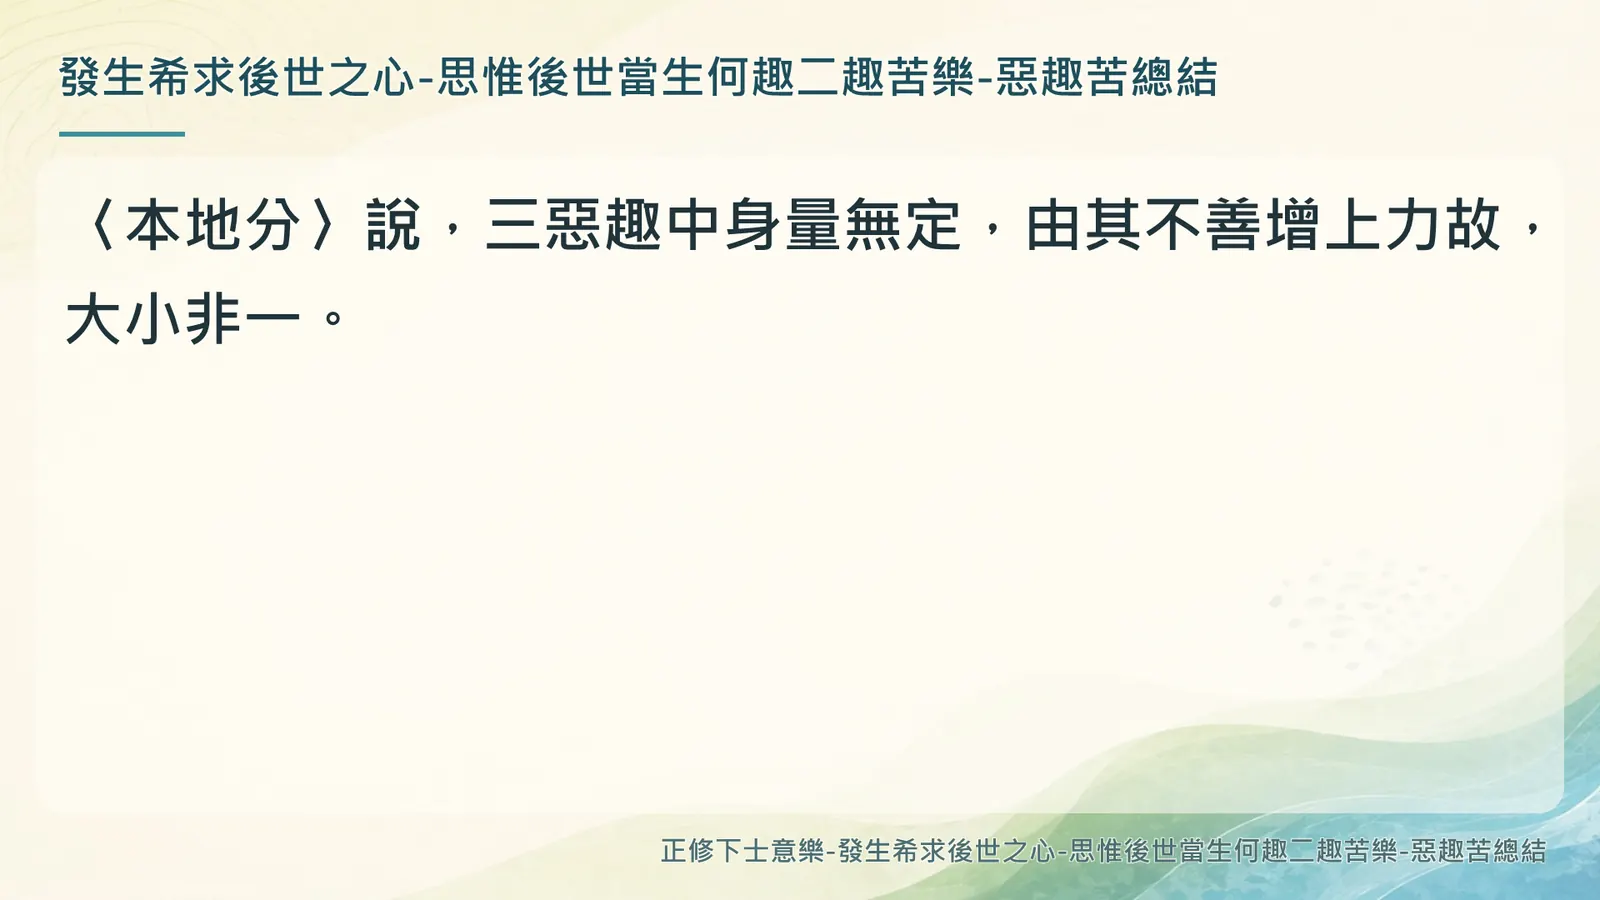 發生希求後世之心-思惟後世當生何趣二趣苦樂-惡趣苦總結
〈本地分〉說，三惡趣中身量無定，由其不善增上力故，
大小非一。
正修下士意樂-發生希求後世之心-思惟後世當生何趣二趣苦樂-惡趣苦總結